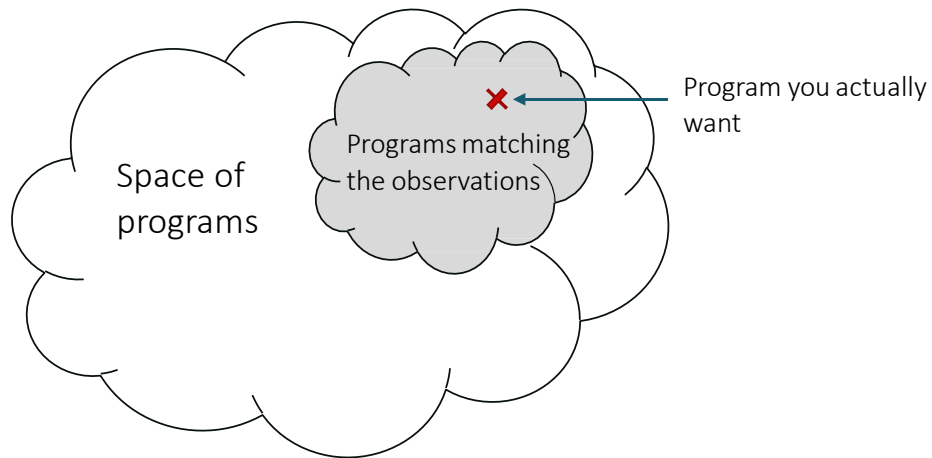 Program you actually
want
Programs matching
the observations
Space of
programs